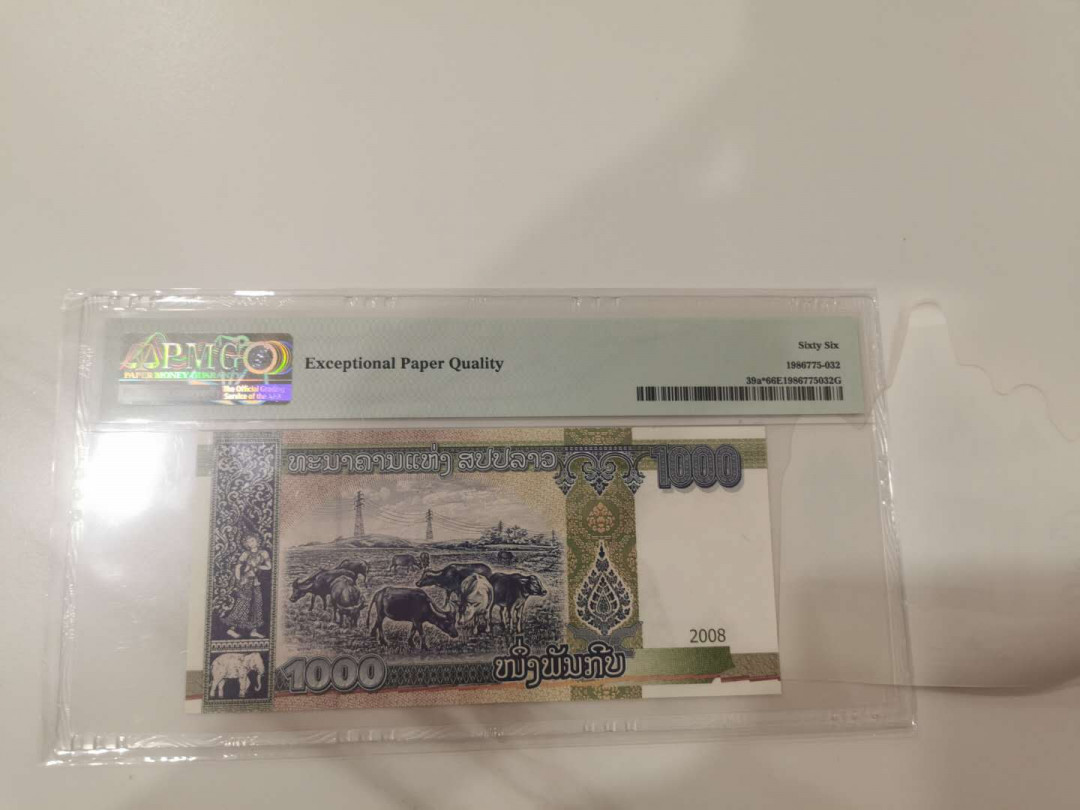 PMG
PAPER MONEY GUARANTY
The Official Grading
Service of the
Exceptional Paper Quality
Sixty Six
1986775-032
39a*66E1986775032G
ທະນາຄານແຫ່ງ ສປປລາວ
1000
2008
1000
ໜຶ່ງພັນກີບ